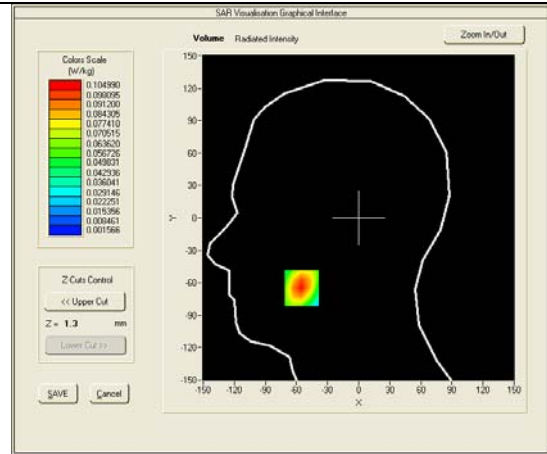 SAR Visualisation Graphical Interface
Volume Radiated Intensity
Zoom In/Out
Colors Scale
(W/kg)
0.104990
0.098095
0.091200
0.084305
0.077410
0.070515
0.063620
0.056726
0.049831
0.042936
0.036041
0.029146
0.022251
0.015356
0.008461
0.001566
Z Cuts Control
<< Upper Cut
Z = 1.3 mm
Lower Cut >>
SAVE Cancel
150
120
90
60
30
0
-30
-60
-90
-120
-150
Y
-150 -120 -90 -60 -30 0 30 60 90 120 150
X